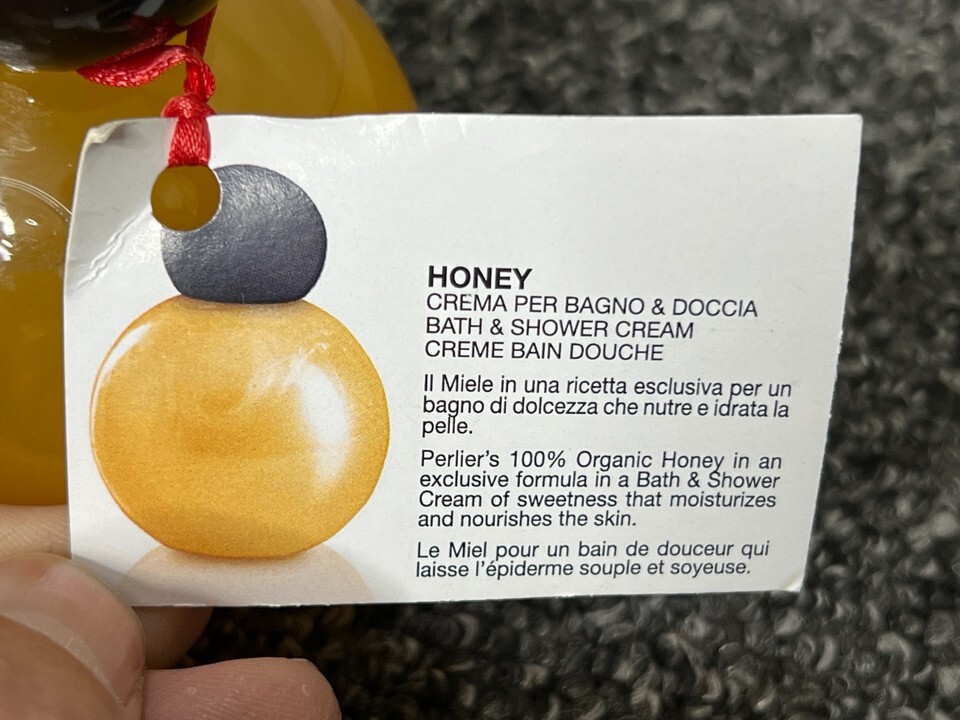 HONEY
CREMA PER BAGNO & DOCCIA
BATH & SHOWER CREAM
CREME BAIN DOUCHE
Il Miele in una ricetta esclusiva per un
bagno di dolcezza che nutre e idrata la
pelle.
Perlier's 100% Organic Honey in an
exclusive formula in a Bath & Shower
Cream of sweetness that moisturizes
and nourishes the skin.
Le Miel pour un bain de douceur qui
laisse l'épiderme souple et soyeuse.